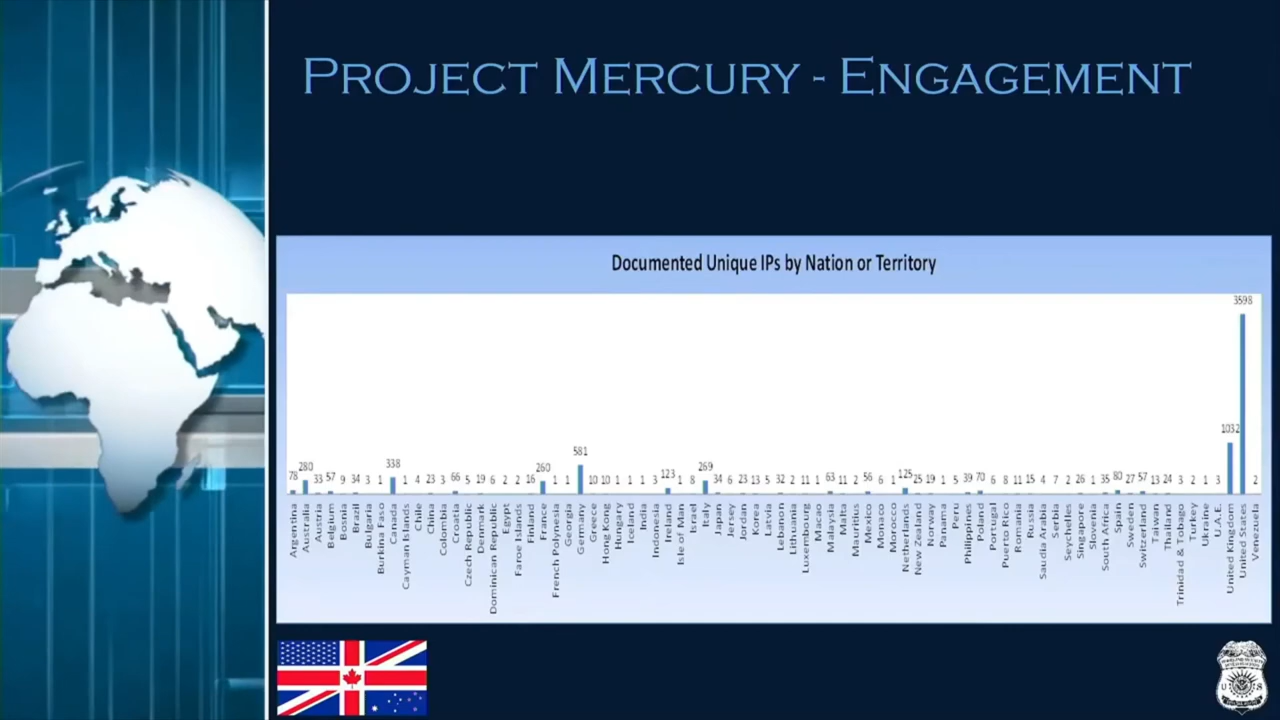 PROJECT MERCURY - ENGAGEMENT
Documented Unique IPs by Nation or Territory
78 280 33 57 9 34 3 1 338 1 4 23 3 66 5 19 6 2 2 16 260 1 1 581 10 10 1 1 1 3 123 1 8 269 34 6 23 13 5 32 2 11 1 63 11 2 56 6 1 125 26 19 1 5 39 70 6 8 11 15 4 7 2 25 1 35 80 27 57 13 24 3 2 1 3 1032 3598 2
Argentina
Australia
Austria
Belgium
Bosnia
Brazil
Bulgaria
Burkina Faso
Canada
Cayman Islands
Chile
China
Colombia
Croatia
Czech Republic
Denmark
Dominican Republic
Egypt
Faroe Islands
Finland
France
French Polynesia
Georgia
Germany
Greece
Hong Kong
Hungary
Iceland
India
Indonesia
Ireland
Isle of Man
Israel
Italy
Japan
Jersey
Jordan
Korea
Latvia
Lebanon
Lithuania
Luxembourg
Macao
Malaysia
Malta
Mauritius
Mexico
Monaco
Morocco
Netherlands
New Zealand
Norway
Panama
Peru
Philippines
Poland
Portugal
Puerto Rico
Romania
Russia
Saudi Arabia
Serbia
Seychelles
Singapore
Slovenia
South Africa
Spain
Sweden
Switzerland
Taiwan
Thailand
Trinidad & Tobago
Turkey
Ukraine
U.A.E.
United Kingdom
United States
Venezuela
U S